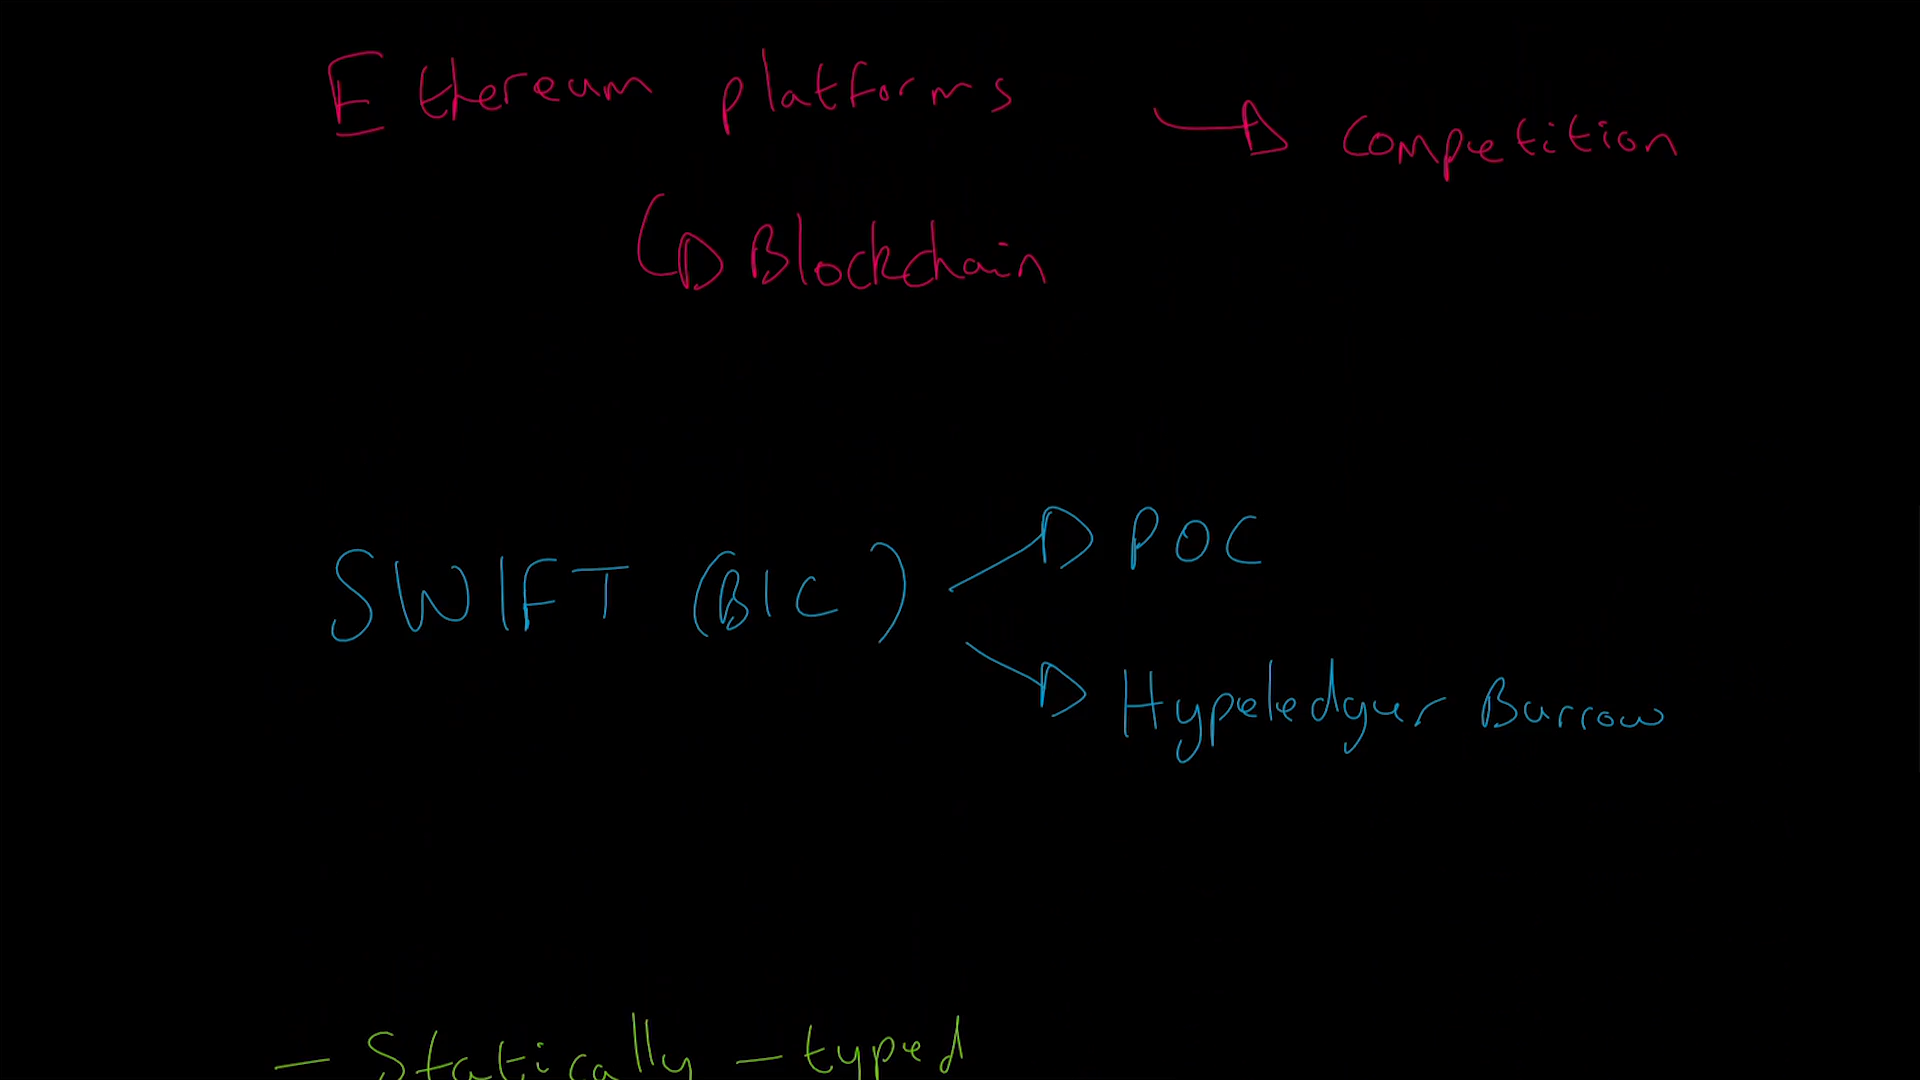 Ethereum platforms → Competition
↳ Blockchain
SWIFT (BIC) → POC
→ Hypeledger Burrow
- Statically - typed